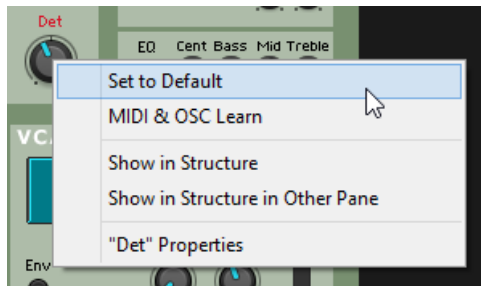 Det
EQ Cent Bass Mid Treble
Set to Default
MIDI & OSC Learn
VC
Show in Structure
Show in Structure in Other Pane
"Det" Properties
Env